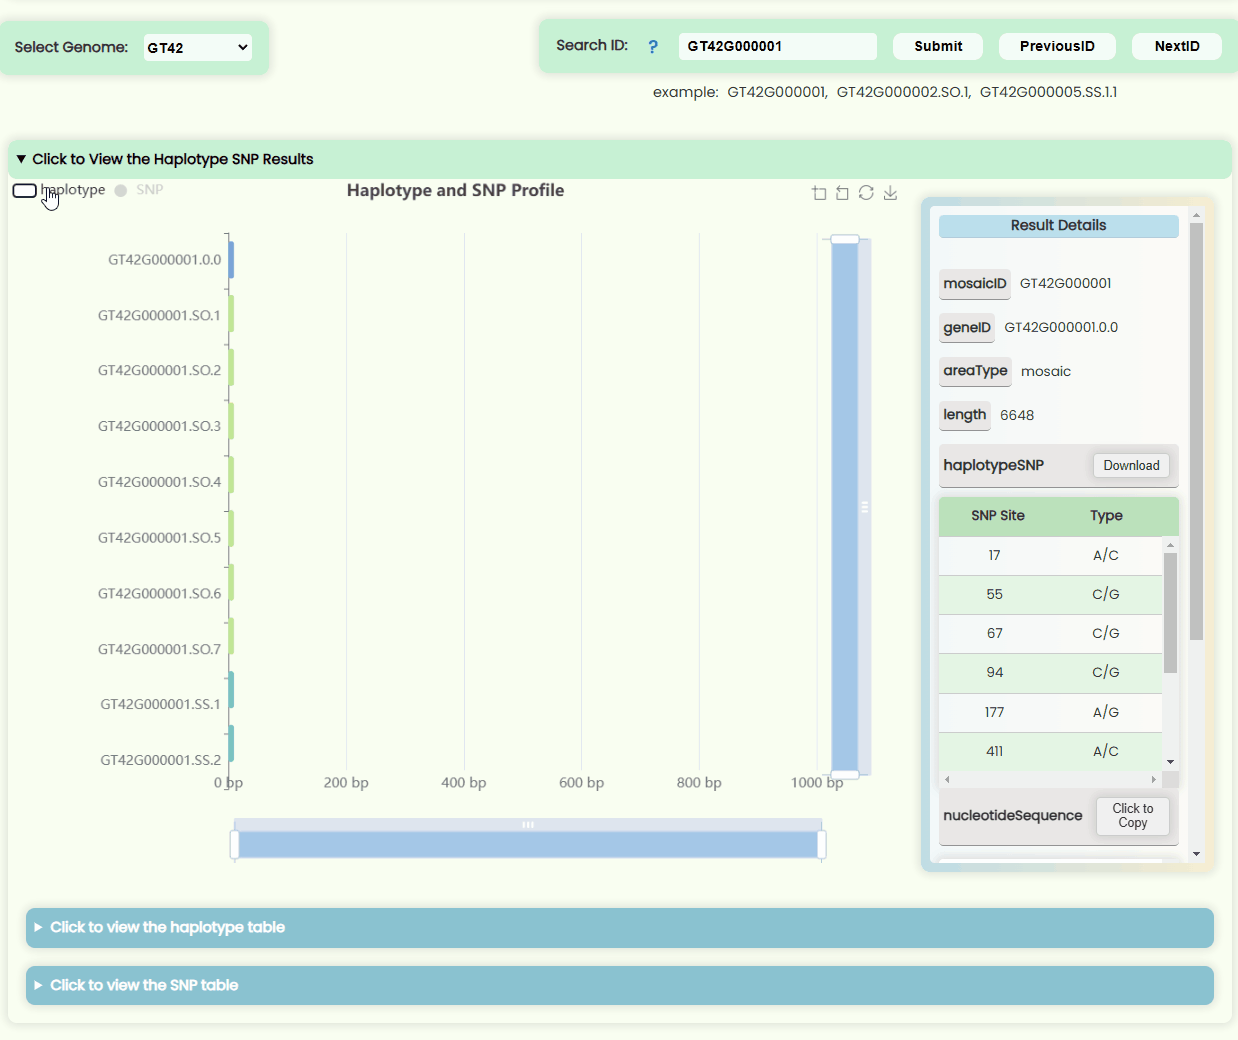 Select Genome: GT42
Search ID: ? GT42G000001 Submit PreviousID NextID
example: GT42G000001, GT42G000002.SO.1, GT42G000005.SS.1.1
Click to View the Haplotype SNP Results
haplotype SNP
Haplotype and SNP Profile
GT42G000001.0.0
GT42G000001.SO.1
GT42G000001.SO.2
GT42G000001.SO.3
GT42G000001.SO.4
GT42G000001.SO.5
GT42G000001.SO.6
GT42G000001.SO.7
GT42G000001.SS.1
GT42G000001.SS.2
0 bp 200 bp 400 bp 600 bp 800 bp 1000 bp
Result Details
mosaicID GT42G000001
geneID GT42G000001.0.0
areaType mosaic
length 6648
haplotypeSNP Download
SNP Site Type
17 A/C
55 C/G
67 C/G
94 C/G
177 A/G
411 A/C
nucleotideSequence Click to
Copy
Click to view the haplotype table
Click to view the SNP table